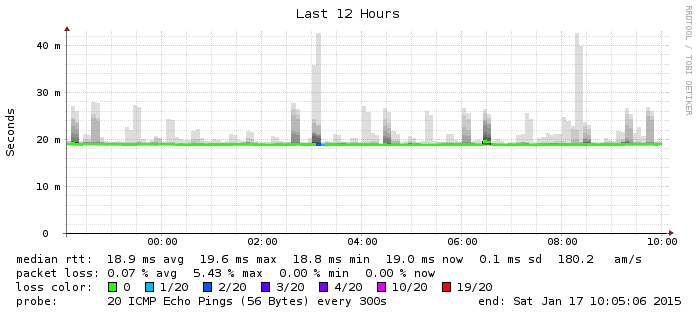 Last 12 Hours
RRDTOOL / TOBI OETIKER
Seconds
40 m
30 m
20 m
10 m
0
00:00 02:00 04:00 06:00 08:00 10:00
median rtt: 18.9 ms avg 19.6 ms max 18.8 ms min 19.0 ms now 0.1 ms sd 180.2 am/s
packet loss: 0.07 % avg 5.43 % max 0.00 % min 0.00 % now
loss color: 0 1/20 2/20 3/20 4/20 10/20 19/20
probe: 20 ICMP Echo Pings (56 Bytes) every 300s end: Sat Jan 17 10:05:06 2015